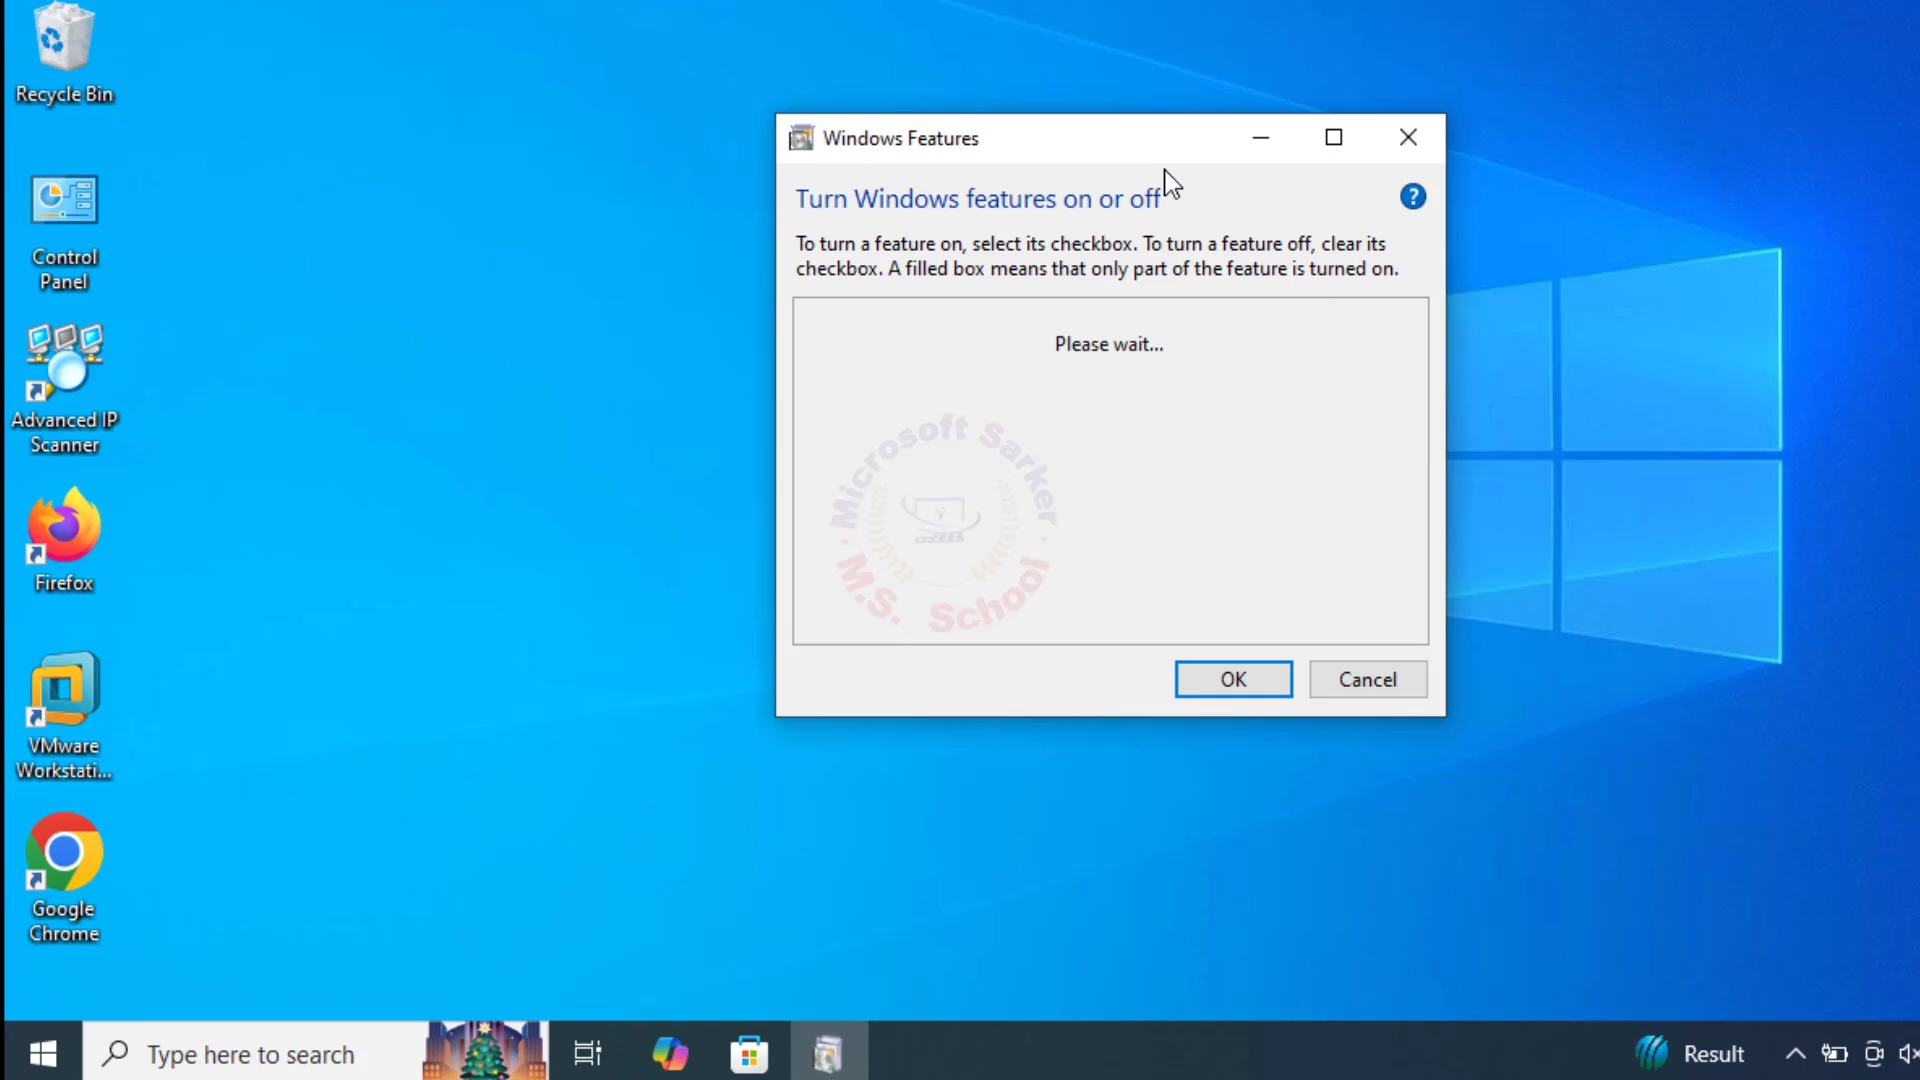 Recycle Bin
Control
Panel
Advanced IP
Scanner
Firefox
VMware
Workstati...
Google
Chrome
Windows Features
Turn Windows features on or off
?
To turn a feature on, select its checkbox. To turn a feature off, clear its
checkbox. A filled box means that only part of the feature is turned on.
Please wait...
Microsoft Sarker
M.S. School
OK
Cancel
Type here to search
Result